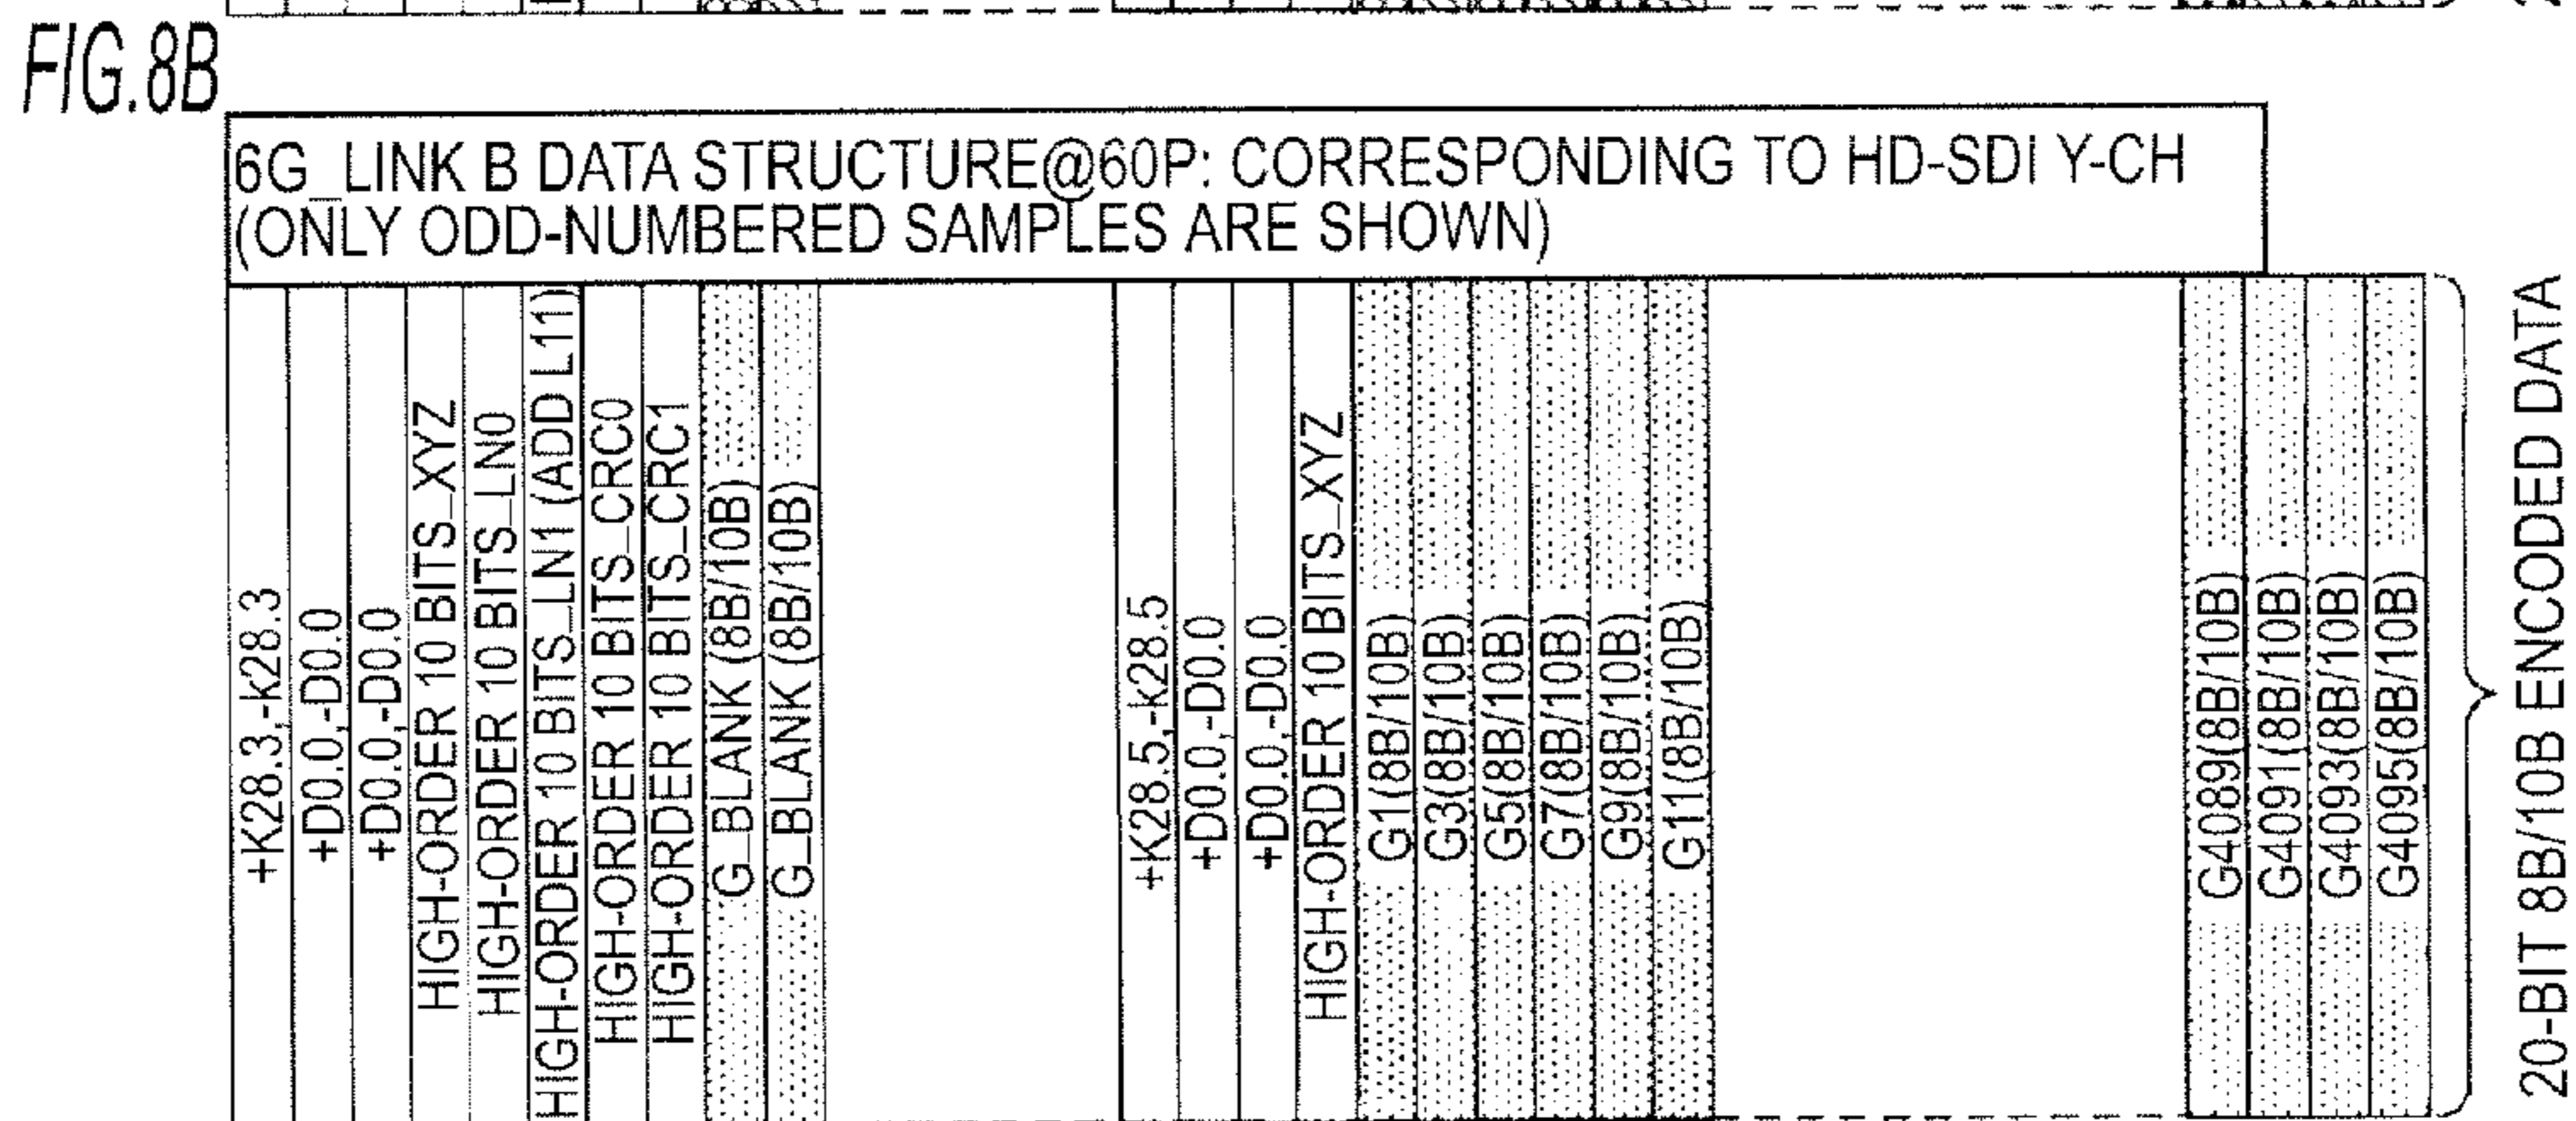 FIG.8B
6G_LINK B DATA STRUCTURE@60P: CORRESPONDING TO HD-SDI Y-CH
(ONLY ODD-NUMBERED SAMPLES ARE SHOWN)
+K28.3,-k28.3
+D0.0,-D0.0
+D0.0,-D0.0
HIGH-ORDER 10 BITS_XYZ
HIGH-ORDER 10 BITS_LN0
HIGH-ORDER 10 BITS_LN1 (ADD L11)
HIGH-ORDER 10 BITS_CRC0
HIGH-ORDER 10 BITS_CRC1
G_BLANK (8B/10B)
G_BLANK (8B/10B)
+K28.5,-k28.5
+D0.0,-D0.0
+D0.0,-D0.0
HIGH-ORDER 10 BITS_XYZ
G1(8B/10B)
G3(8B/10B)
G5(8B/10B)
G7(8B/10B)
G9(8B/10B)
G11(8B/10B)
G4089(8B/10B)
G4091(8B/10B)
G4093(8B/10B)
G4095(8B/10B)
20-BIT 8B/10B ENCODED DATA